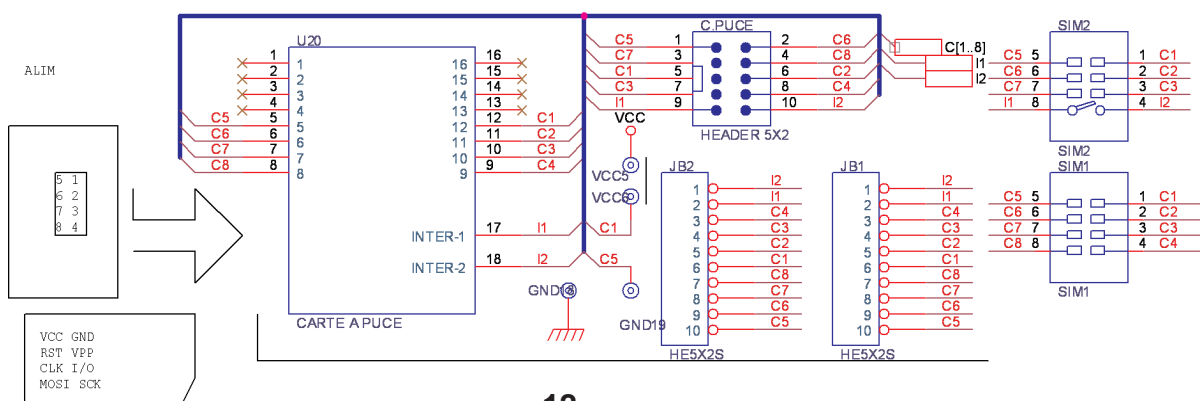 ALIM
5 1
6 2
7 3
8 4
VCC GND
RST VPP
CLK I/O
MOSI SCK
U20
1 1 16 16
2 2 15 15
3 3 14 14
4 4 13 13
C5 5 5 12 12 C1
C6 6 6 11 11 C2
C7 7 7 10 10 C3
C8 8 8 9 9 C4
INTER-1 17 I1 C1
INTER-2 18 I2 C5
CARTE A PUCE
C.PUCE
C5 1 2 C6
C7 3 4 C8
C1 5 6 C2
C3 7 8 C4
I1 9 10 I2
HEADER 5X2
C[1..8]
I1
I2
VCC
VCC5
VCC6
GND19
JB2
1 I2
2 I1
3 C4
4 C3
5 C2
6 C1
7 C8
8 C7
9 C6
10 C5
HE5X2S
JB1
1 I2
2 I1
3 C4
4 C3
5 C2
6 C1
7 C8
8 C7
9 C6
10 C5
HE5X2S
SIM2
C5 5 1 C1
C6 6 2 C2
C7 7 3 C3
I1 8 4 I2
SIM2
SIM1
C5 5 1 C1
C6 6 2 C2
C7 7 3 C3
C8 8 4 C4
SIM1